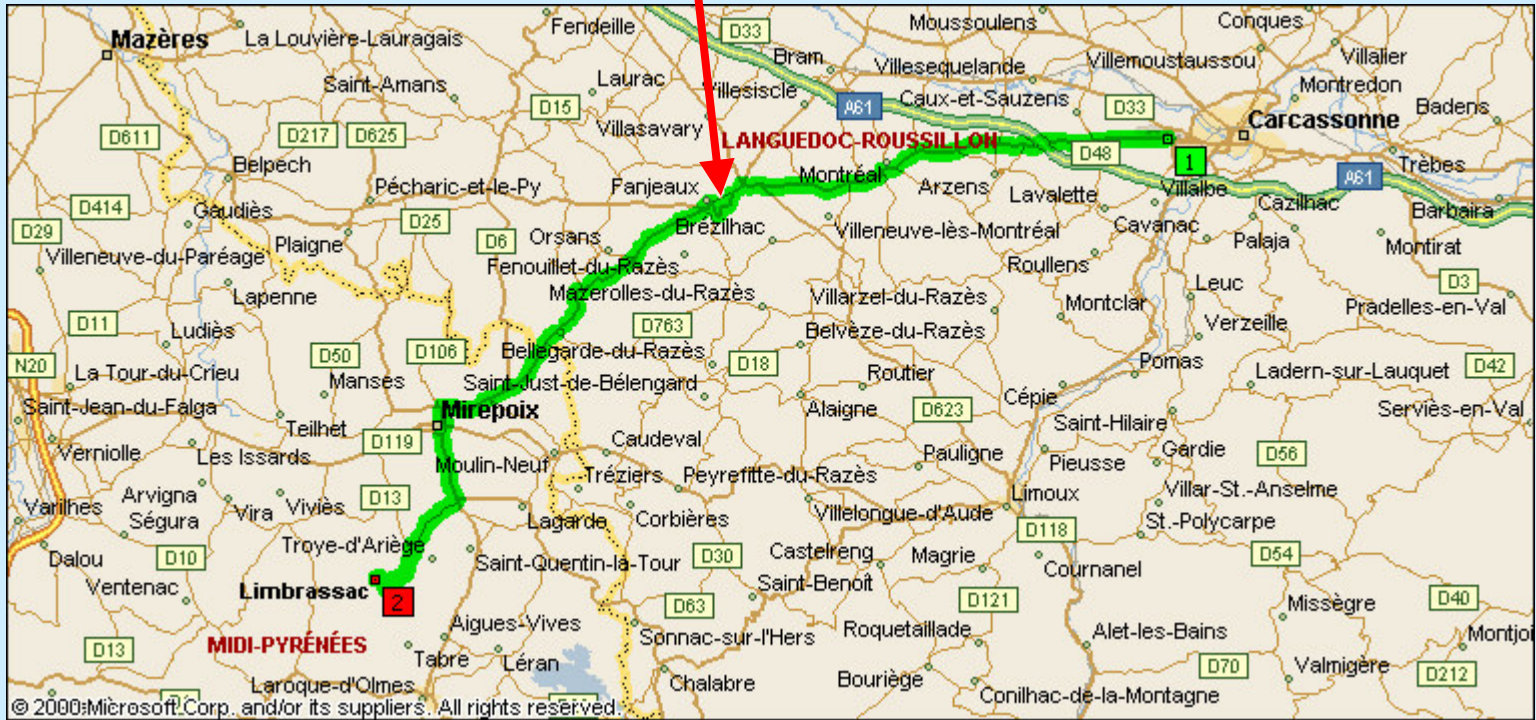 Fendeille
Moussoulens
Conques
Mazères
La Louvière-Lauragais
D33
Bram
Villesequelande
Villemoustaussou
Villalier
Saint-Amans
Laurac
Villesiscle
Montredon
D15
A61
Caux-et-Sauzens
D33
Badens
D611
D217
D625
Villasavary
LANGUEDOC-ROUSSILLON
Carcassonne
Belpech
D48
1
Trèbes
Pécharic-et-le-Py
Fanjeaux
Montréal
Arzens
Lavalette
Villalbe
A61
D414
Gaudiès
D25
Cazilhac
Barbaira
D29
Plaigne
D6
Orsans
Brézilhac
Villeneuve-lès-Montréal
Cavanac
Palaja
Montirat
Villeneuve-du-Paréage
Fenouillet-du-Razès
Roullens
Lapenne
Mazerolles-du-Razès
Villarzel-du-Razès
Montclar
Leuc
D3
Pradelles-en-Val
D11
Ludiès
D763
Belvèze-du-Razès
Verzeille
N20
D50
D106
Bellegarde-du-Razès
D18
Pomas
La Tour-du-Crieu
Manses
Saint-Just-de-Bélengard
Routier
Ladern-sur-Lauquet
D42
Saint-Jean-du-Falga
Mirepoix
Alaigne
D623
Cépie
Serviès-en-Val
Teilhet
Saint-Hilaire
Verniolle
Les Issards
D119
Caudeval
Pauligne
Gardie
D56
Moulin-Neuf
Tréziers
Peyrefitte-du-Razès
Pieusse
Varilhes
Arvigna
Vira
Viviès
D13
Limoux
Villar-St.-Anselme
Ségura
Lagarde
Corbières
Villelongue-d'Aude
D118
St.-Polycarpe
Dalou
D10
Troye-d'Ariège
Saint-Quentin-la-Tour
D30
Castelreng
Magrie
Cournanel
D54
Ventenac
Limbrassac
2
Saint-Benoît
D63
D121
Missègre
D40
Aigues-Vives
Sonnac-sur-l'Hers
Roquetaillade
Alet-les-Bains
D13
MIDI-PYRÉNÉES
Tabre
Léran
D70
Valmigère
D212
Laroque-d'Olmes
Chalabre
Bouriège
Conilhac-de-la-Montagne
© 2000 Microsoft Corp. and/or its suppliers. All rights reserved.